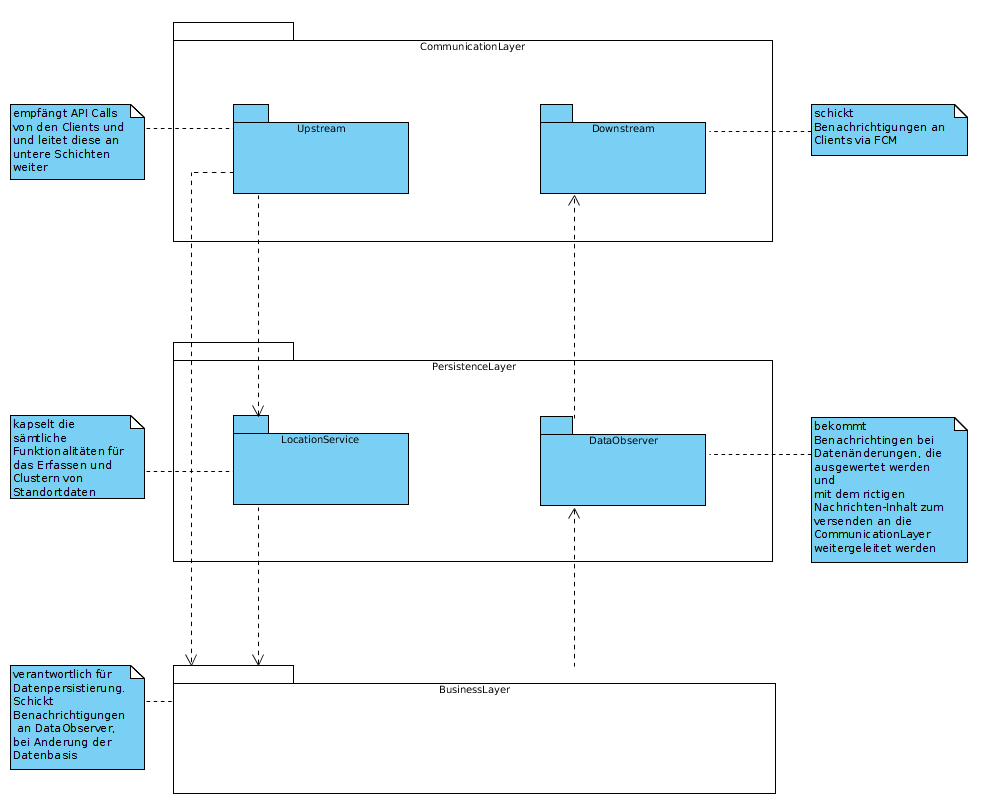 CommunicationLayer
empfängt API Calls
von den Clients und
und leitet diese an
untere Schichten
weiter
Upstream
Downstream
schickt
Benachrichtigungen an
Clients via FCM
PersistenceLayer
kapselt die
sämtliche
Funktionalitäten für
das Erfassen und
Clustern von
Standortdaten
LocationService
DataObserver
bekommt
Benachrichtingen bei
Datenänderungen, die
ausgewertet werden
und
mit dem rictigen
Nachrichten-Inhalt zum
versenden an die
CommunicationLayer
weitergeleitet werden
verantwortlich für
Datenpersistierung.
Schickt
Benachrichtigungen
an DataObserver,
bei Änderung der
Datenbasis
BusinessLayer